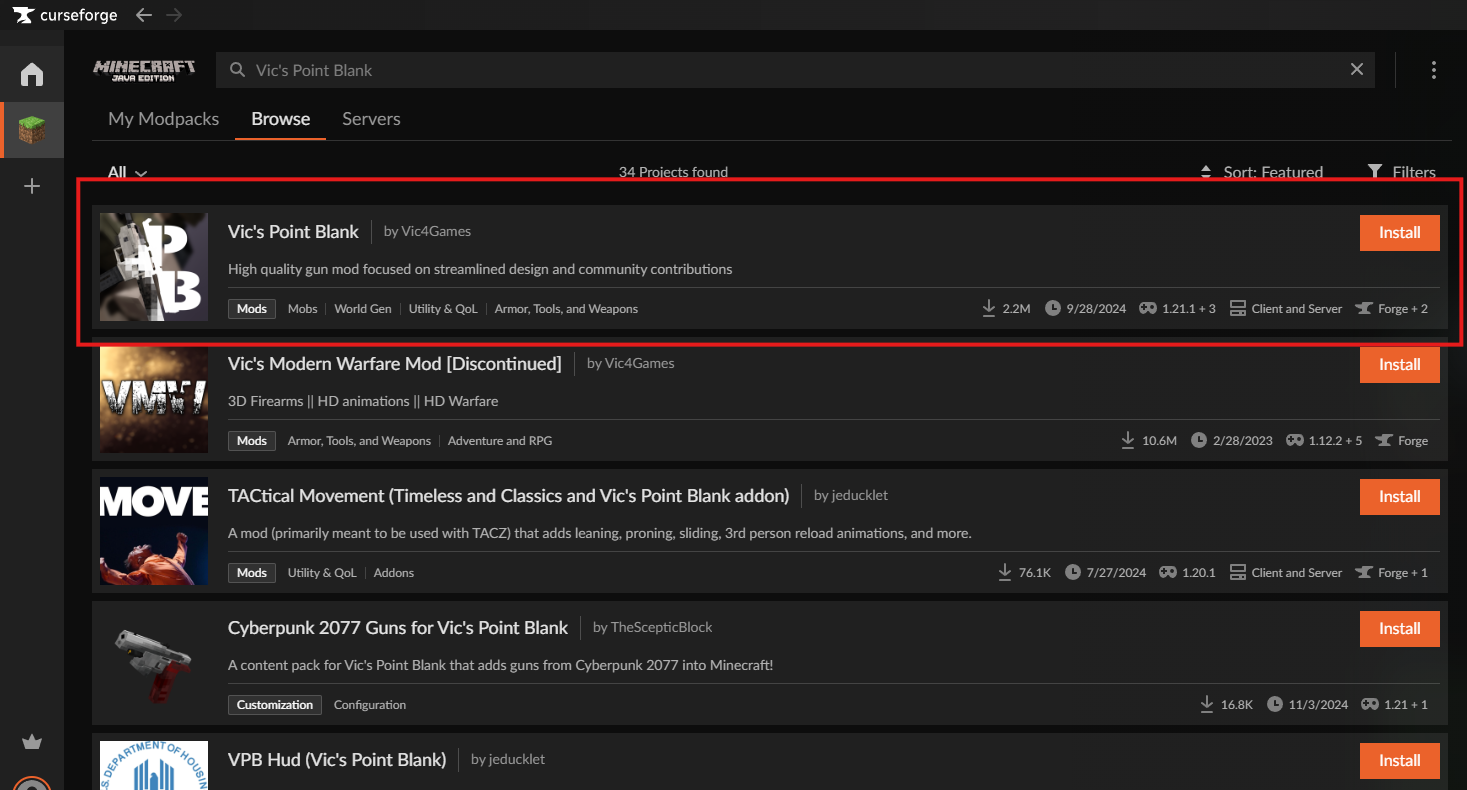 curseforge
MINECRAFT
JAVA EDITION
Vic's Point Blank
My Modpacks Browse Servers
All 34 Projects found Sort: Featured Filters
PB
Vic's Point Blank by Vic4Games Install
High quality gun mod focused on streamlined design and community contributions
Mods Mobs World Gen Utility & QoL Armor, Tools, and Weapons 2.2M 9/28/2024 1.21.1 + 3 Client and Server Forge + 2
Vic's Modern Warfare Mod [Discontinued] by Vic4Games Install
3D Firearms || HD animations || HD Warfare
Mods Armor, Tools, and Weapons Adventure and RPG 10.6M 2/28/2023 1.12.2 + 5 Forge
MOVE
TACtical Movement (Timeless and Classics and Vic's Point Blank addon) by jeducklet Install
A mod (primarily meant to be used with TACZ) that adds leaning, proning, sliding, 3rd person reload animations, and more.
Mods Utility & QoL Addons 76.1K 7/27/2024 1.20.1 Client and Server Forge + 1
Cyberpunk 2077 Guns for Vic's Point Blank by TheScepticBlock Install
A content pack for Vic's Point Blank that adds guns from Cyberpunk 2077 into Minecraft!
Customization Configuration 16.8K 11/3/2024 1.21 + 1
.S. DEPARTMENT OF HOUSIN
VPB Hud (Vic's Point Blank) by jeducklet Install